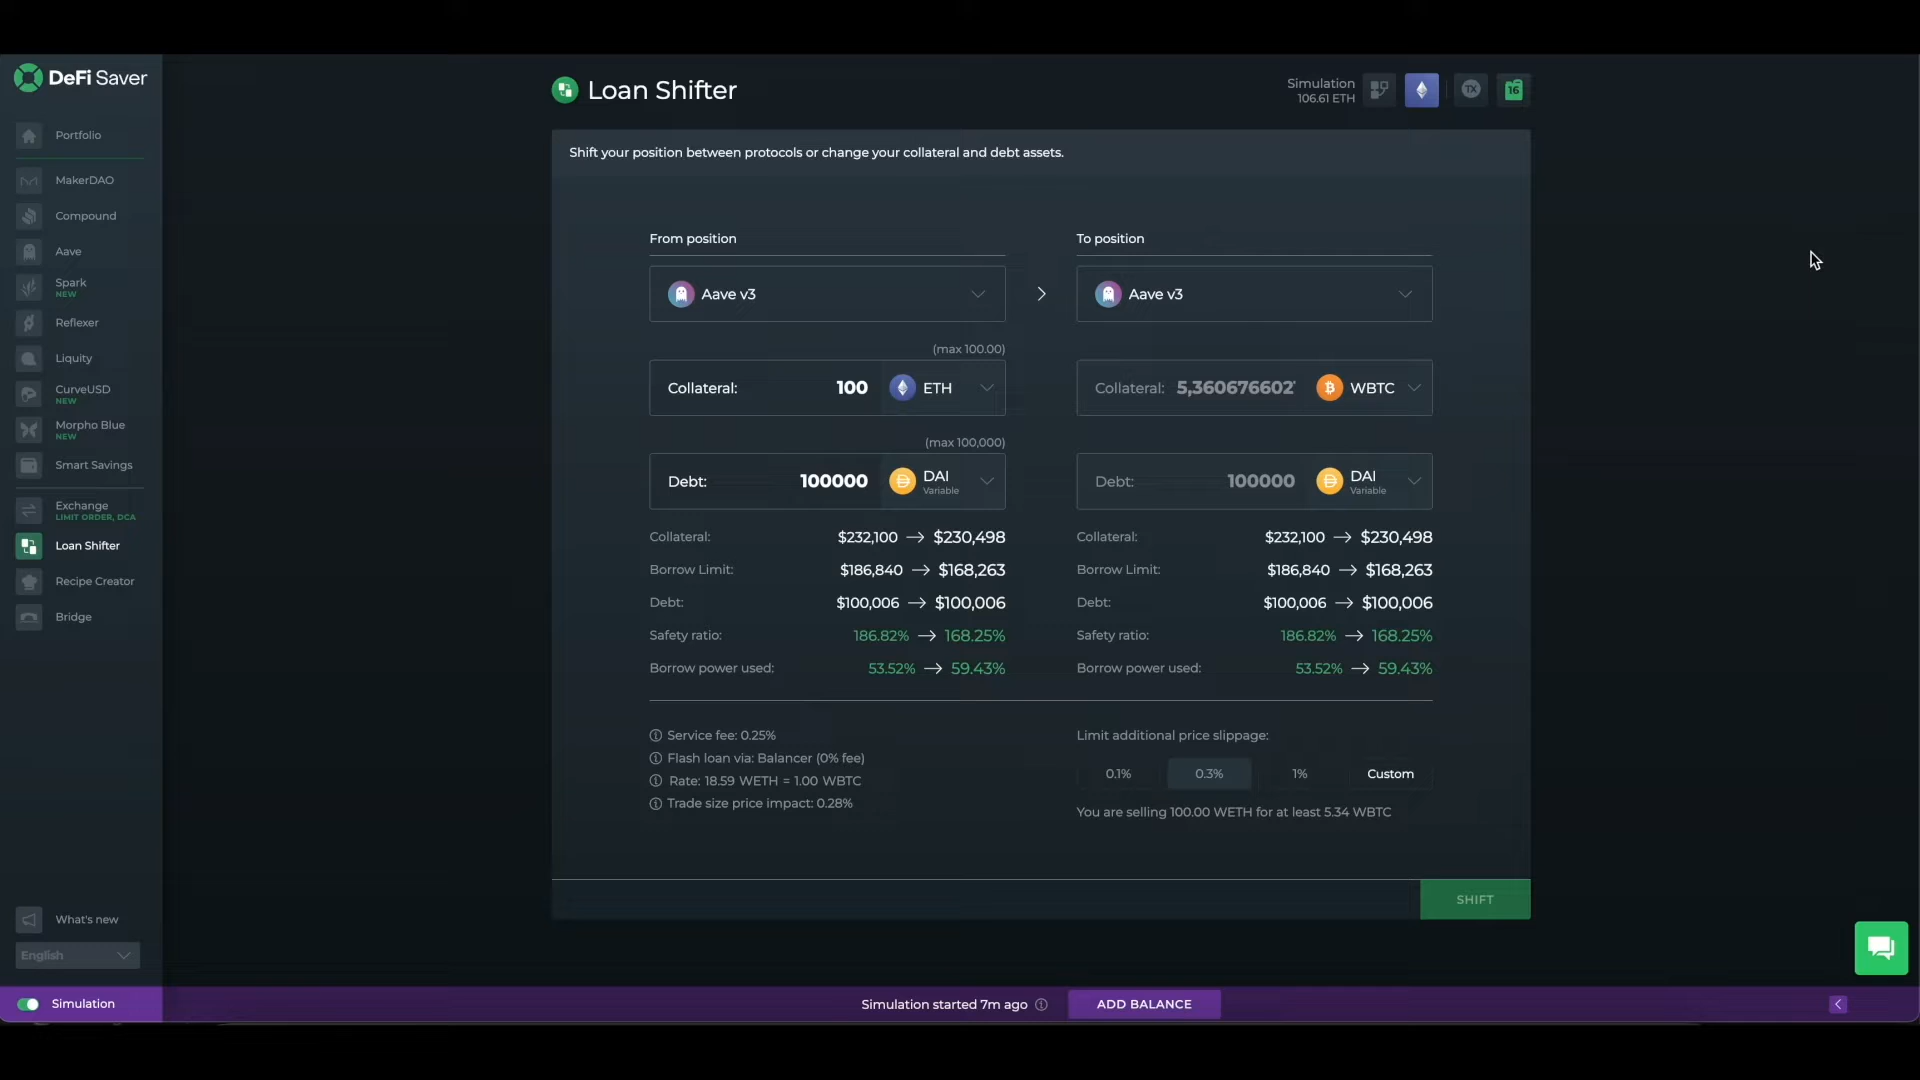 DeFi Saver
Portfolio
MakerDAO
Compound
Aave
Spark
NEW
Reflexer
Liquity
CurveUSD
NEW
Morpho Blue
NEW
Smart Savings
Exchange
LIMIT ORDER, DCA
Loan Shifter
Recipe Creator
Bridge
What's new
English
Simulation
Loan Shifter
Simulation
106.61 ETH
TX
16
Shift your position between protocols or change your collateral and debt assets.
From position
Aave v3
(max 100.00)
Collateral: 100 ETH
(max 100,000)
Debt: 100000 DAI
Variable
Collateral: $232,100 → $230,498
Borrow Limit: $186,840 → $168,263
Debt: $100,006 → $100,006
Safety ratio: 186.82% → 168.25%
Borrow power used: 53.52% → 59.43%
To position
Aave v3
Collateral: 5,360676602 WBTC
Debt: 100000 DAI
Variable
Collateral: $232,100 → $230,498
Borrow Limit: $186,840 → $168,263
Debt: $100,006 → $100,006
Safety ratio: 186.82% → 168.25%
Borrow power used: 53.52% → 59.43%
Service fee: 0.25%
Flash loan via: Balancer (0% fee)
Rate: 18.59 WETH = 1.00 WBTC
Trade size price impact: 0.28%
Limit additional price slippage:
0.1% 0.3% 1% Custom
You are selling 100.00 WETH for at least 5.34 WBTC
SHIFT
Simulation started 7m ago
ADD BALANCE